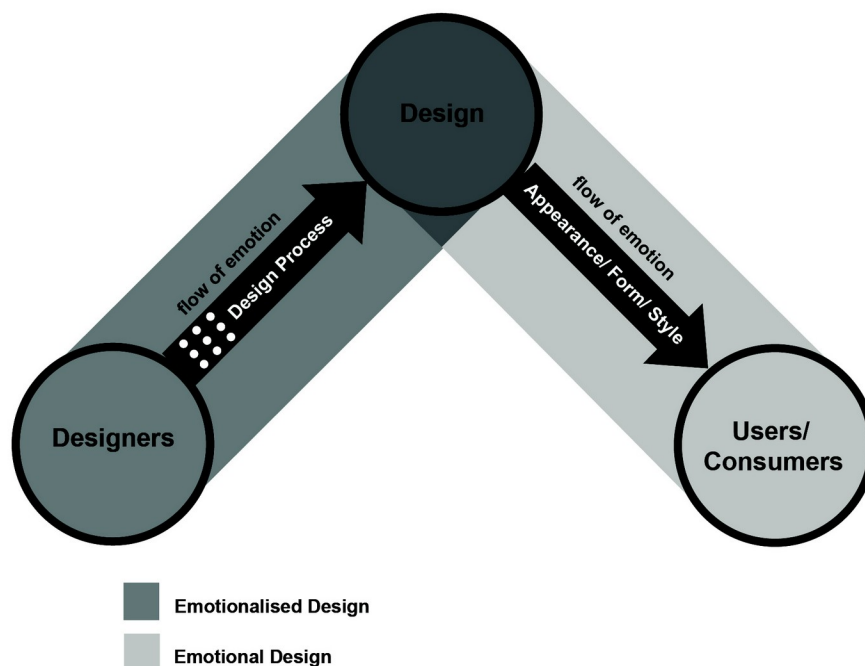 Design
flow of emotion
Design Process
flow of emotion
Appearance/ Form/ Style
Designers
Users/
Consumers
Emotionalised Design
Emotional Design